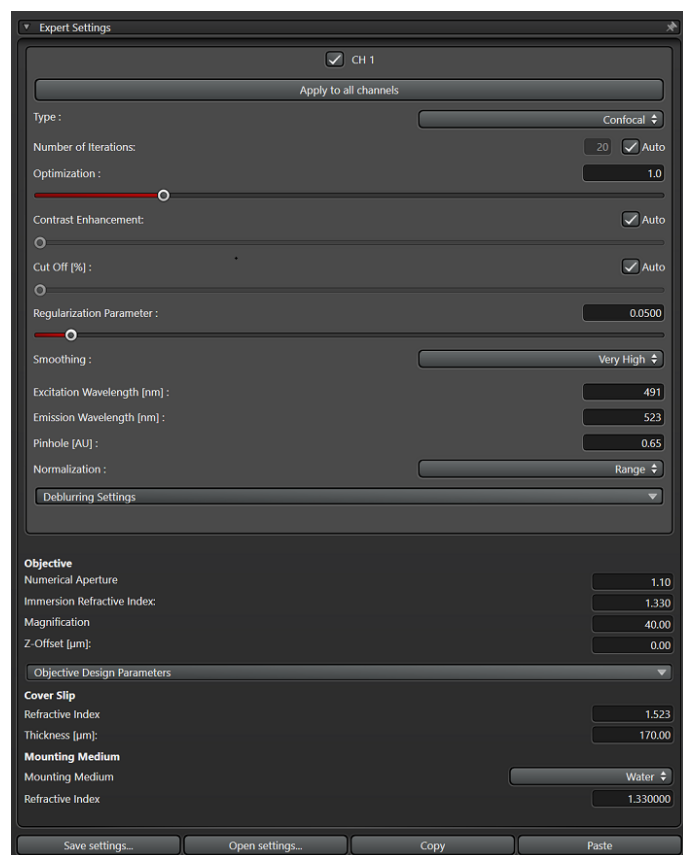 Expert Settings
CH 1
Apply to all channels
Type : Confocal
Number of Iterations: 20 Auto
Optimization : 1.0
Contrast Enhancement: Auto
Cut Off [%] : Auto
Regularization Parameter : 0.0500
Smoothing : Very High
Excitation Wavelength [nm] : 491
Emission Wavelength [nm] : 523
Pinhole [AU] : 0.65
Normalization : Range
Deblurring Settings
Objective
Numerical Aperture 1.10
Immersion Refractive Index: 1.330
Magnification 40.00
Z-Offset [µm]: 0.00
Objective Design Parameters
Cover Slip
Refractive Index 1.523
Thickness [µm]: 170.00
Mounting Medium
Mounting Medium Water
Refractive Index 1.330000
Save settings... Open settings... Copy Paste